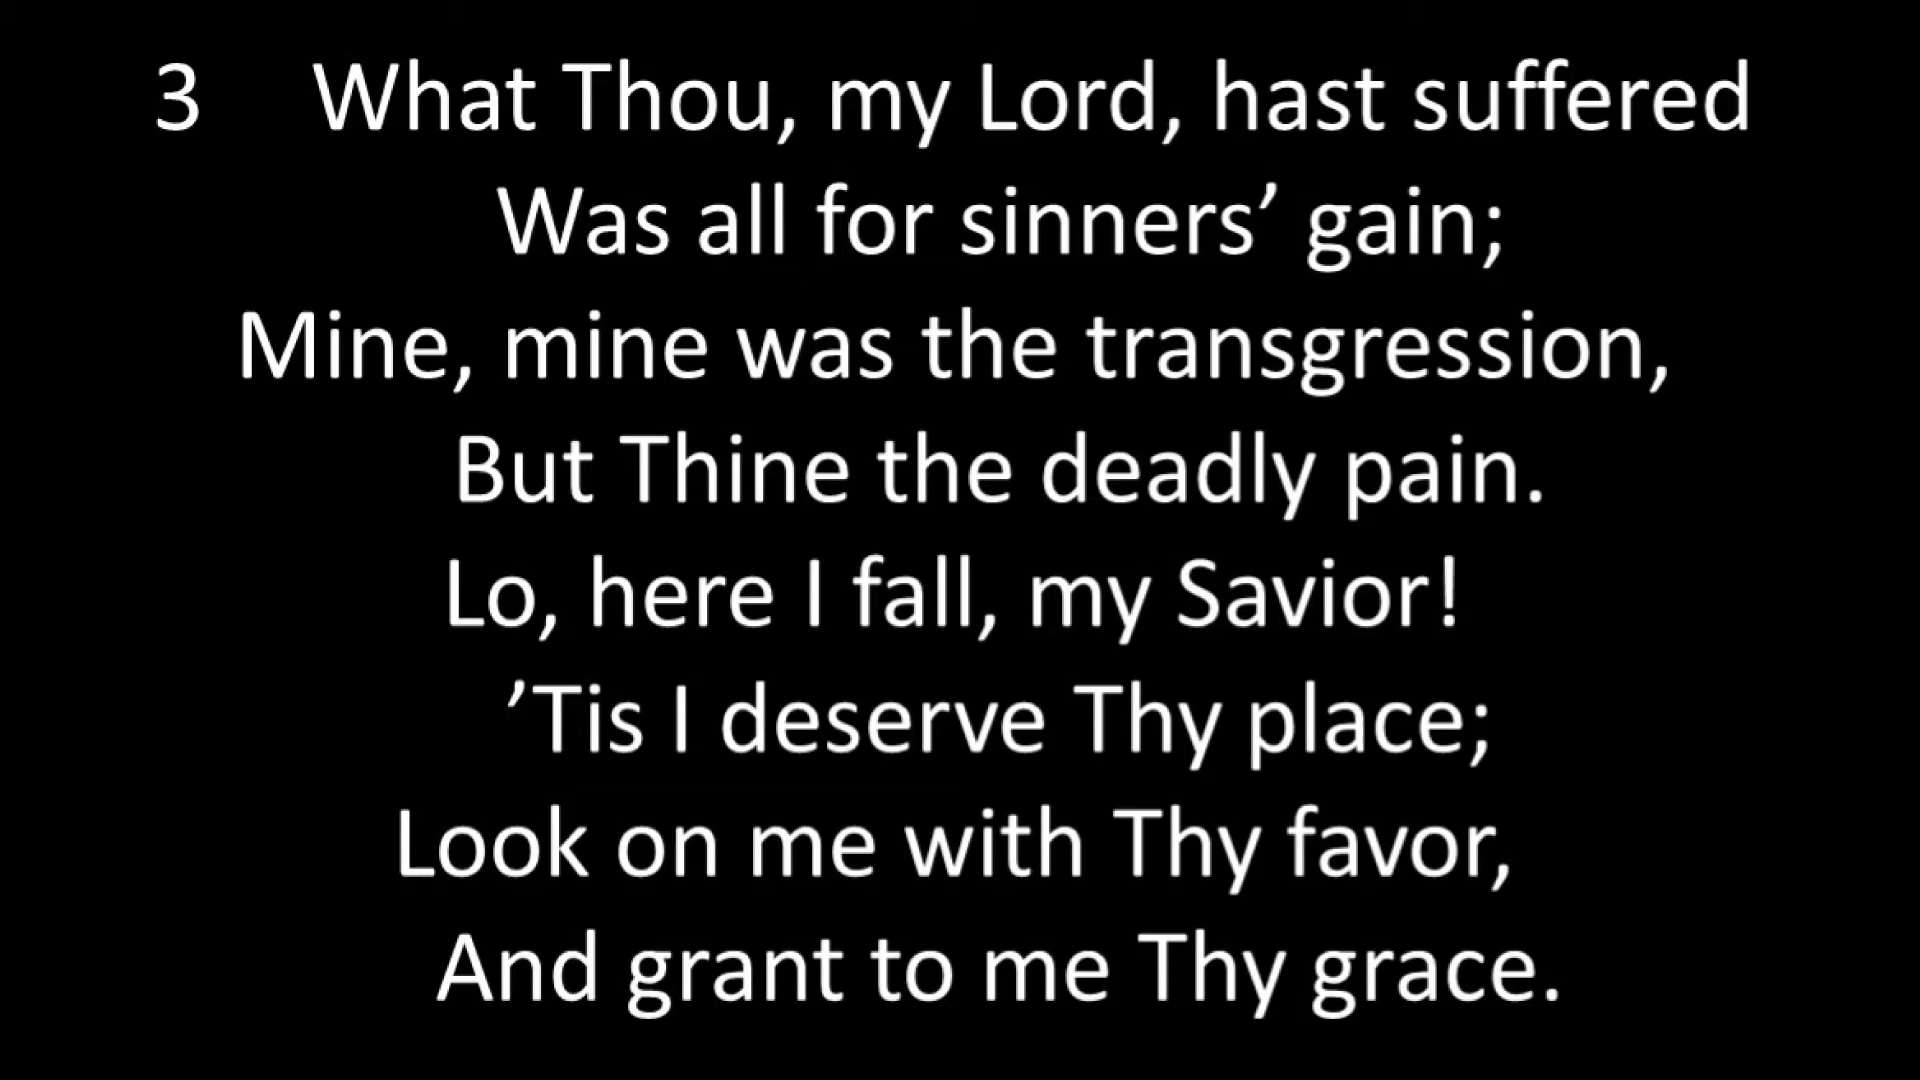 3 What Thou, my Lord, hast suffered
Was all for sinners’ gain;
Mine, mine was the transgression,
But Thine the deadly pain.
Lo, here I fall, my Savior!
’Tis I deserve Thy place;
Look on me with Thy favor,
And grant to me Thy grace.